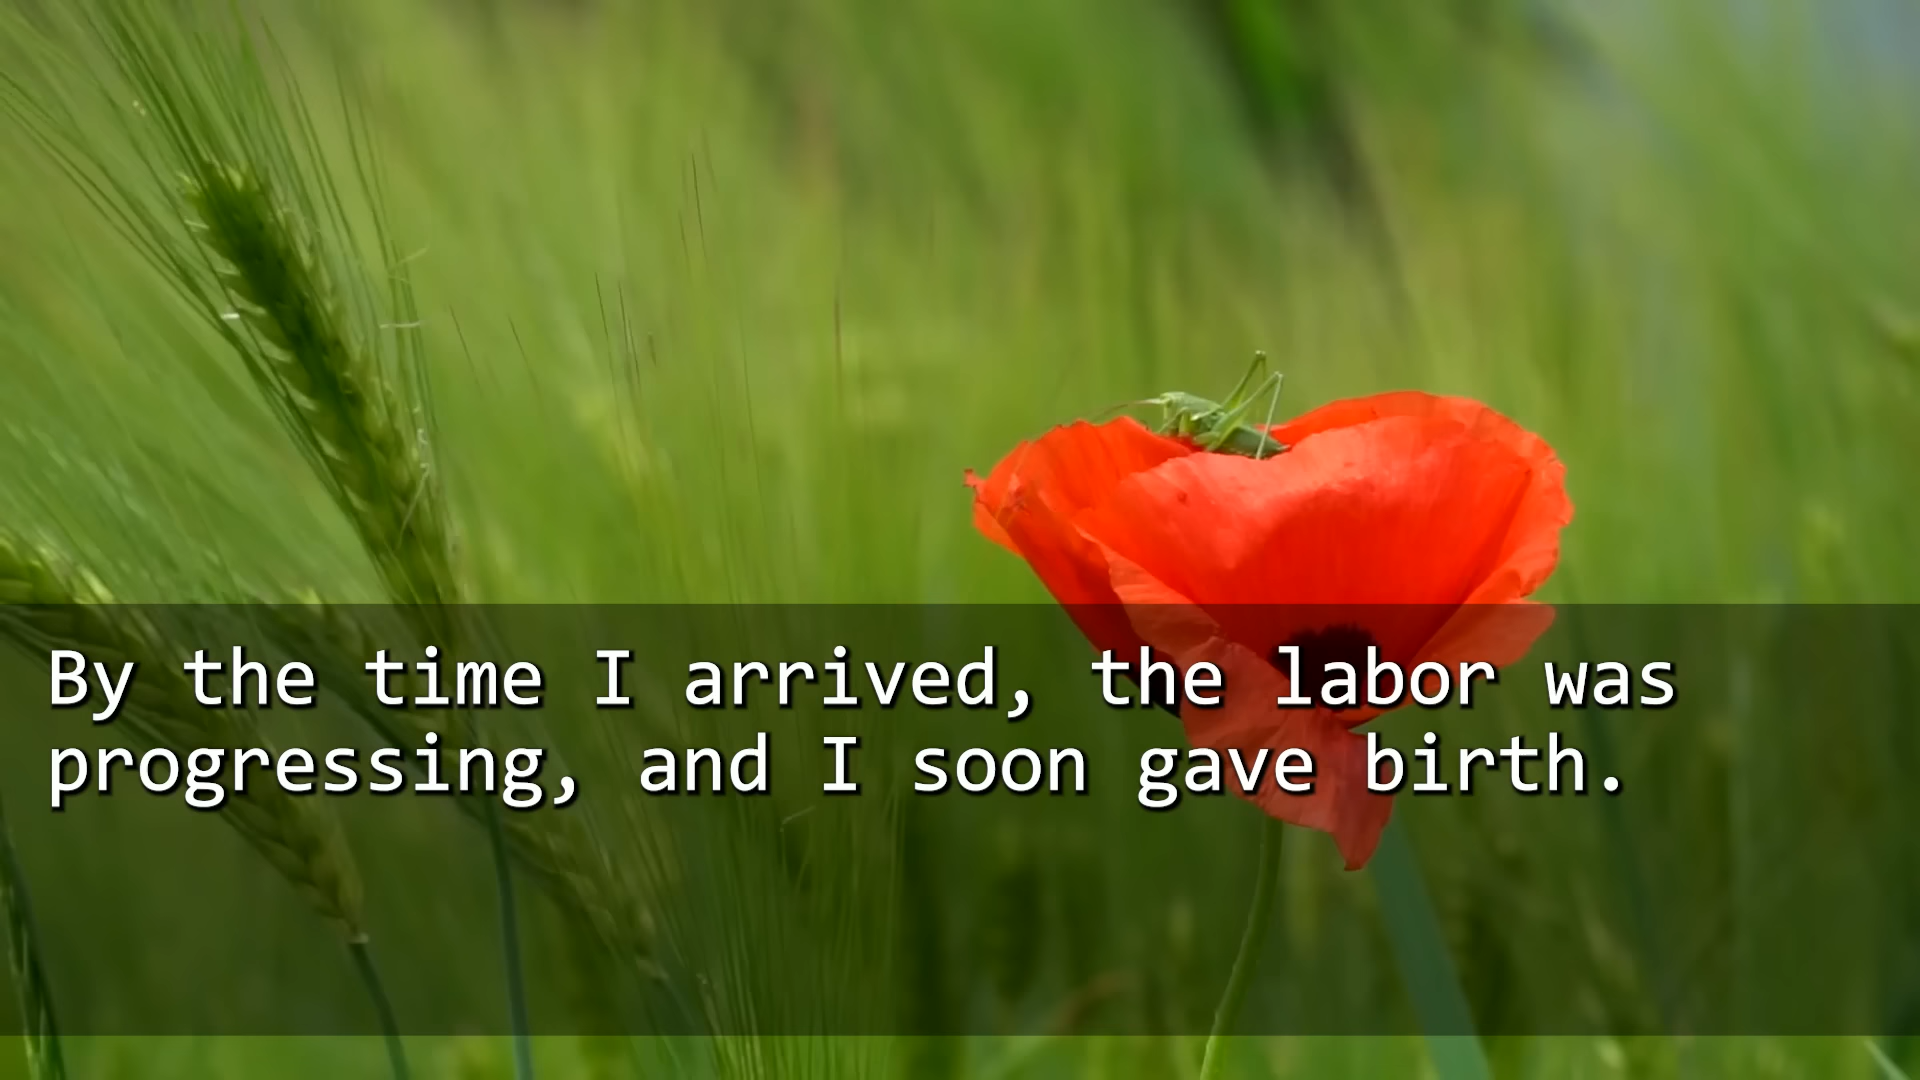 By the time I arrived, the labor was
progressing, and I soon gave birth.